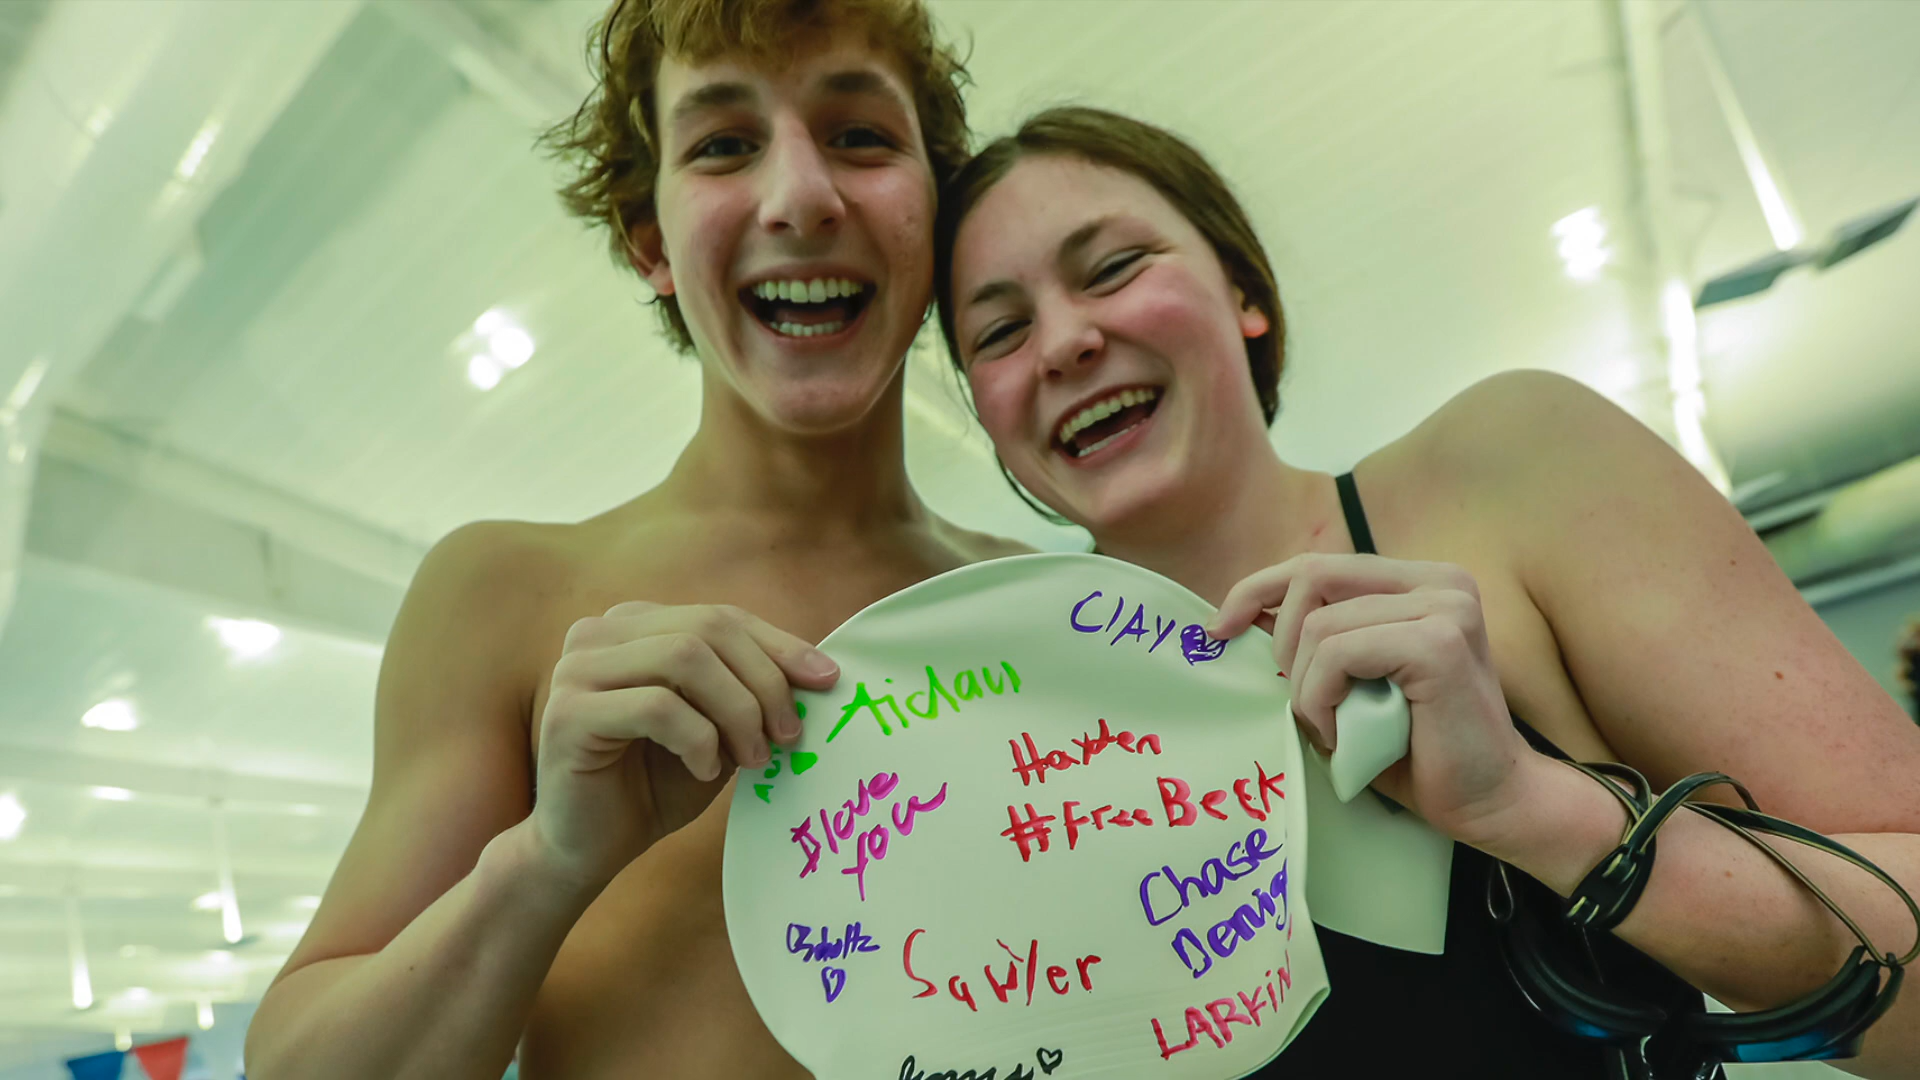 CLAY
Aidan
Hayden
#FreeBeck
I love
you
Chase
Schultz
Sawyer
LARKIN